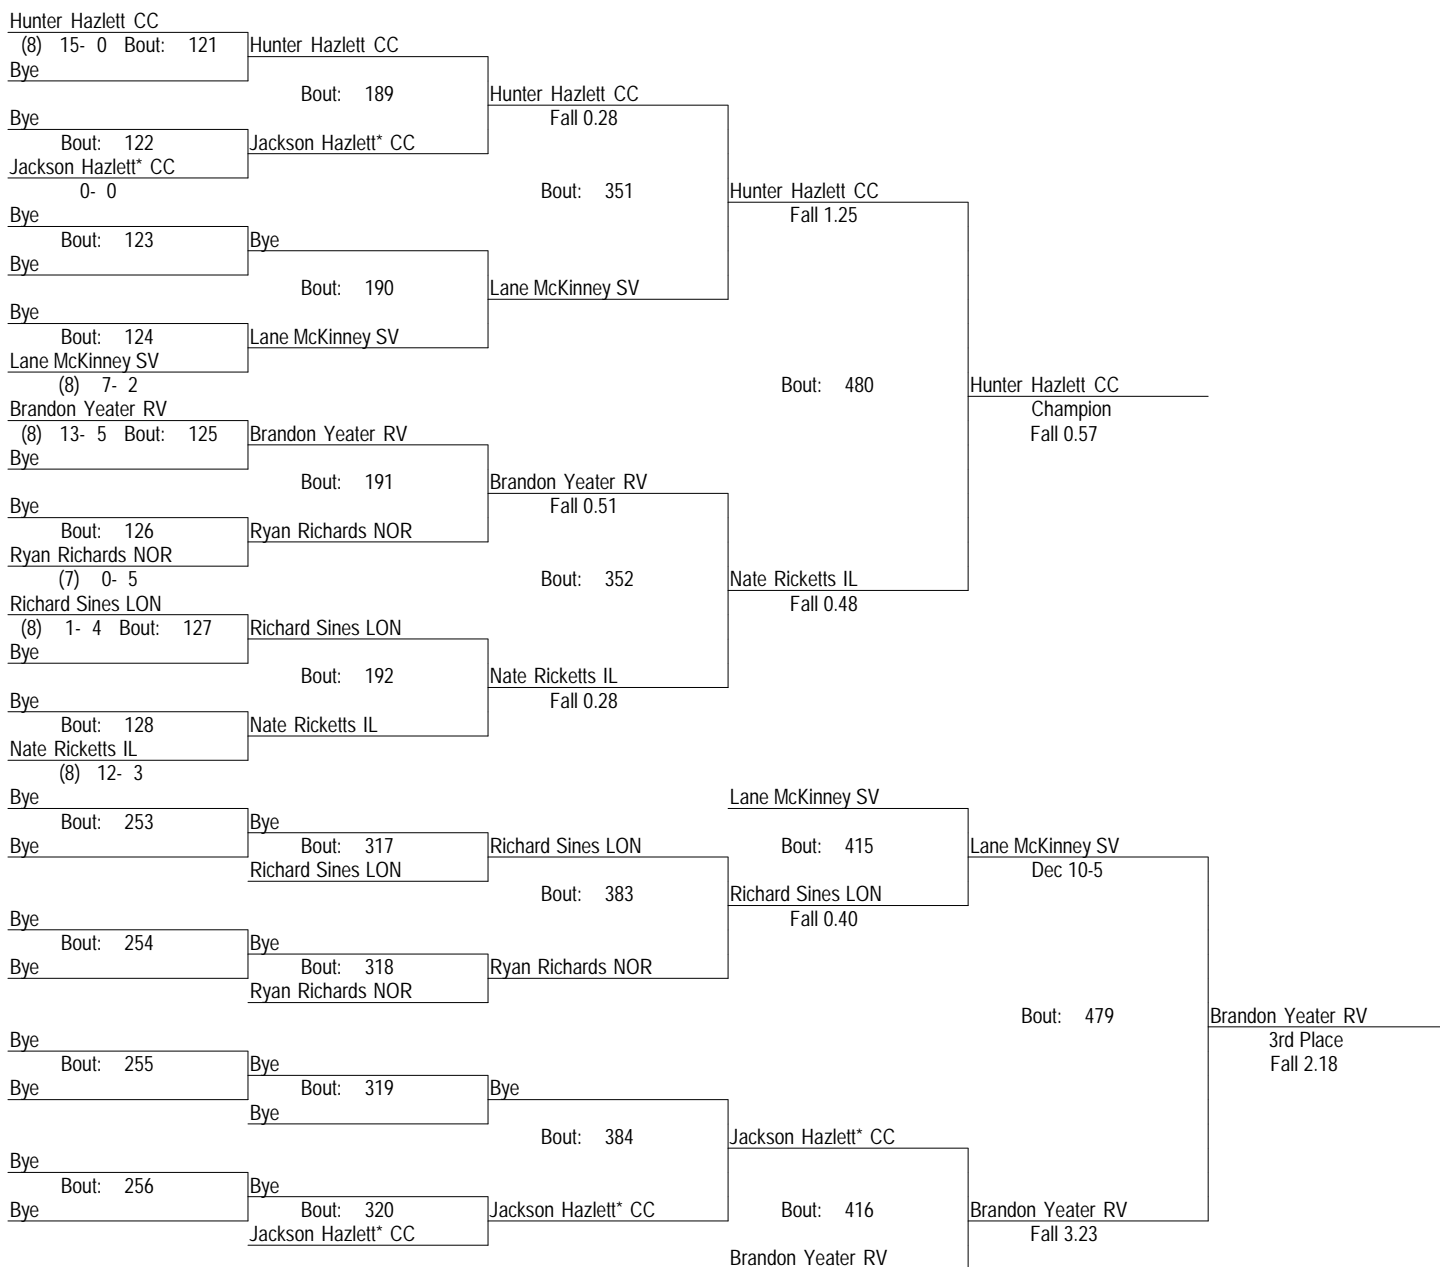 Hunter Hazlett CC
(8) 15- 0 Bout: 121 Hunter Hazlett CC
Bye
Bout: 189 Hunter Hazlett CC
Bye Fall 0.28
Bout: 122 Jackson Hazlett* CC
Jackson Hazlett* CC
0- 0 Bout: 351 Hunter Hazlett CC
Bye Fall 1.25
Bout: 123 Bye
Bye
Bout: 190 Lane McKinney SV
Bye
Bout: 124 Lane McKinney SV
Lane McKinney SV
(8) 7- 2 Bout: 480 Hunter Hazlett CC
Brandon Yeater RV Champion
(8) 13- 5 Bout: 125 Brandon Yeater RV Fall 0.57
Bye
Bout: 191 Brandon Yeater RV
Bye Fall 0.51
Bout: 126 Ryan Richards NOR
Ryan Richards NOR
(7) 0- 5 Bout: 352 Nate Ricketts IL
Richard Sines LON Fall 0.48
(8) 1- 4 Bout: 127 Richard Sines LON
Bye
Bout: 192 Nate Ricketts IL
Bye Fall 0.28
Bout: 128 Nate Ricketts IL
Nate Ricketts IL
(8) 12- 3
Bye Lane McKinney SV
Bout: 253 Bye
Bye Bout: 317 Richard Sines LON Bout: 415 Lane McKinney SV
Richard Sines LON Dec 10-5
Bout: 383 Richard Sines LON
Bye Fall 0.40
Bout: 254 Bye
Bye Bout: 318 Ryan Richards NOR
Ryan Richards NOR
Bout: 479 Brandon Yeater RV
Bye 3rd Place
Bout: 255 Bye Fall 2.18
Bye Bout: 319 Bye
Bye
Bout: 384 Jackson Hazlett* CC
Bye
Bout: 256 Bye
Bye Bout: 320 Jackson Hazlett* CC Bout: 416 Brandon Yeater RV
Jackson Hazlett* CC Fall 3.23
Brandon Yeater RV